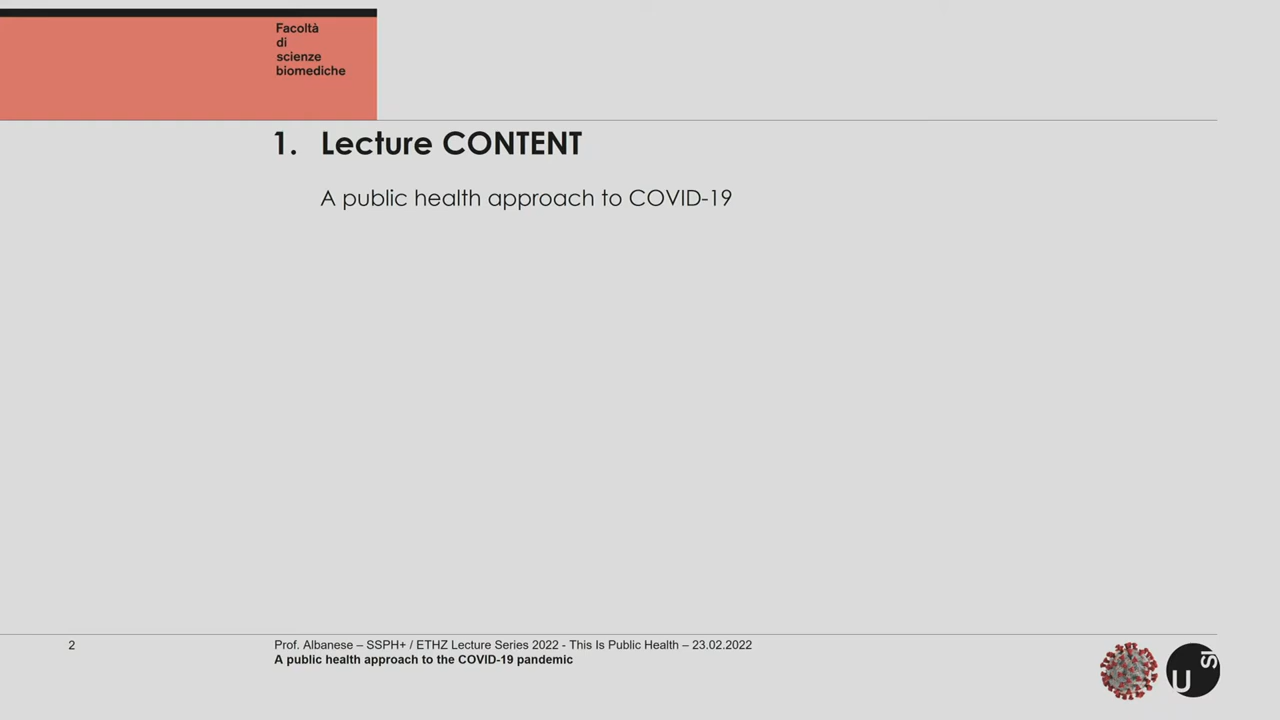 Facoltà
di
scienze
biomediche
1. Lecture CONTENT
A public health approach to COVID-19
2
Prof. Albanese – SSPH+ / ETHZ Lecture Series 2022 - This Is Public Health – 23.02.2022
A public health approach to the COVID-19 pandemic
U
SI